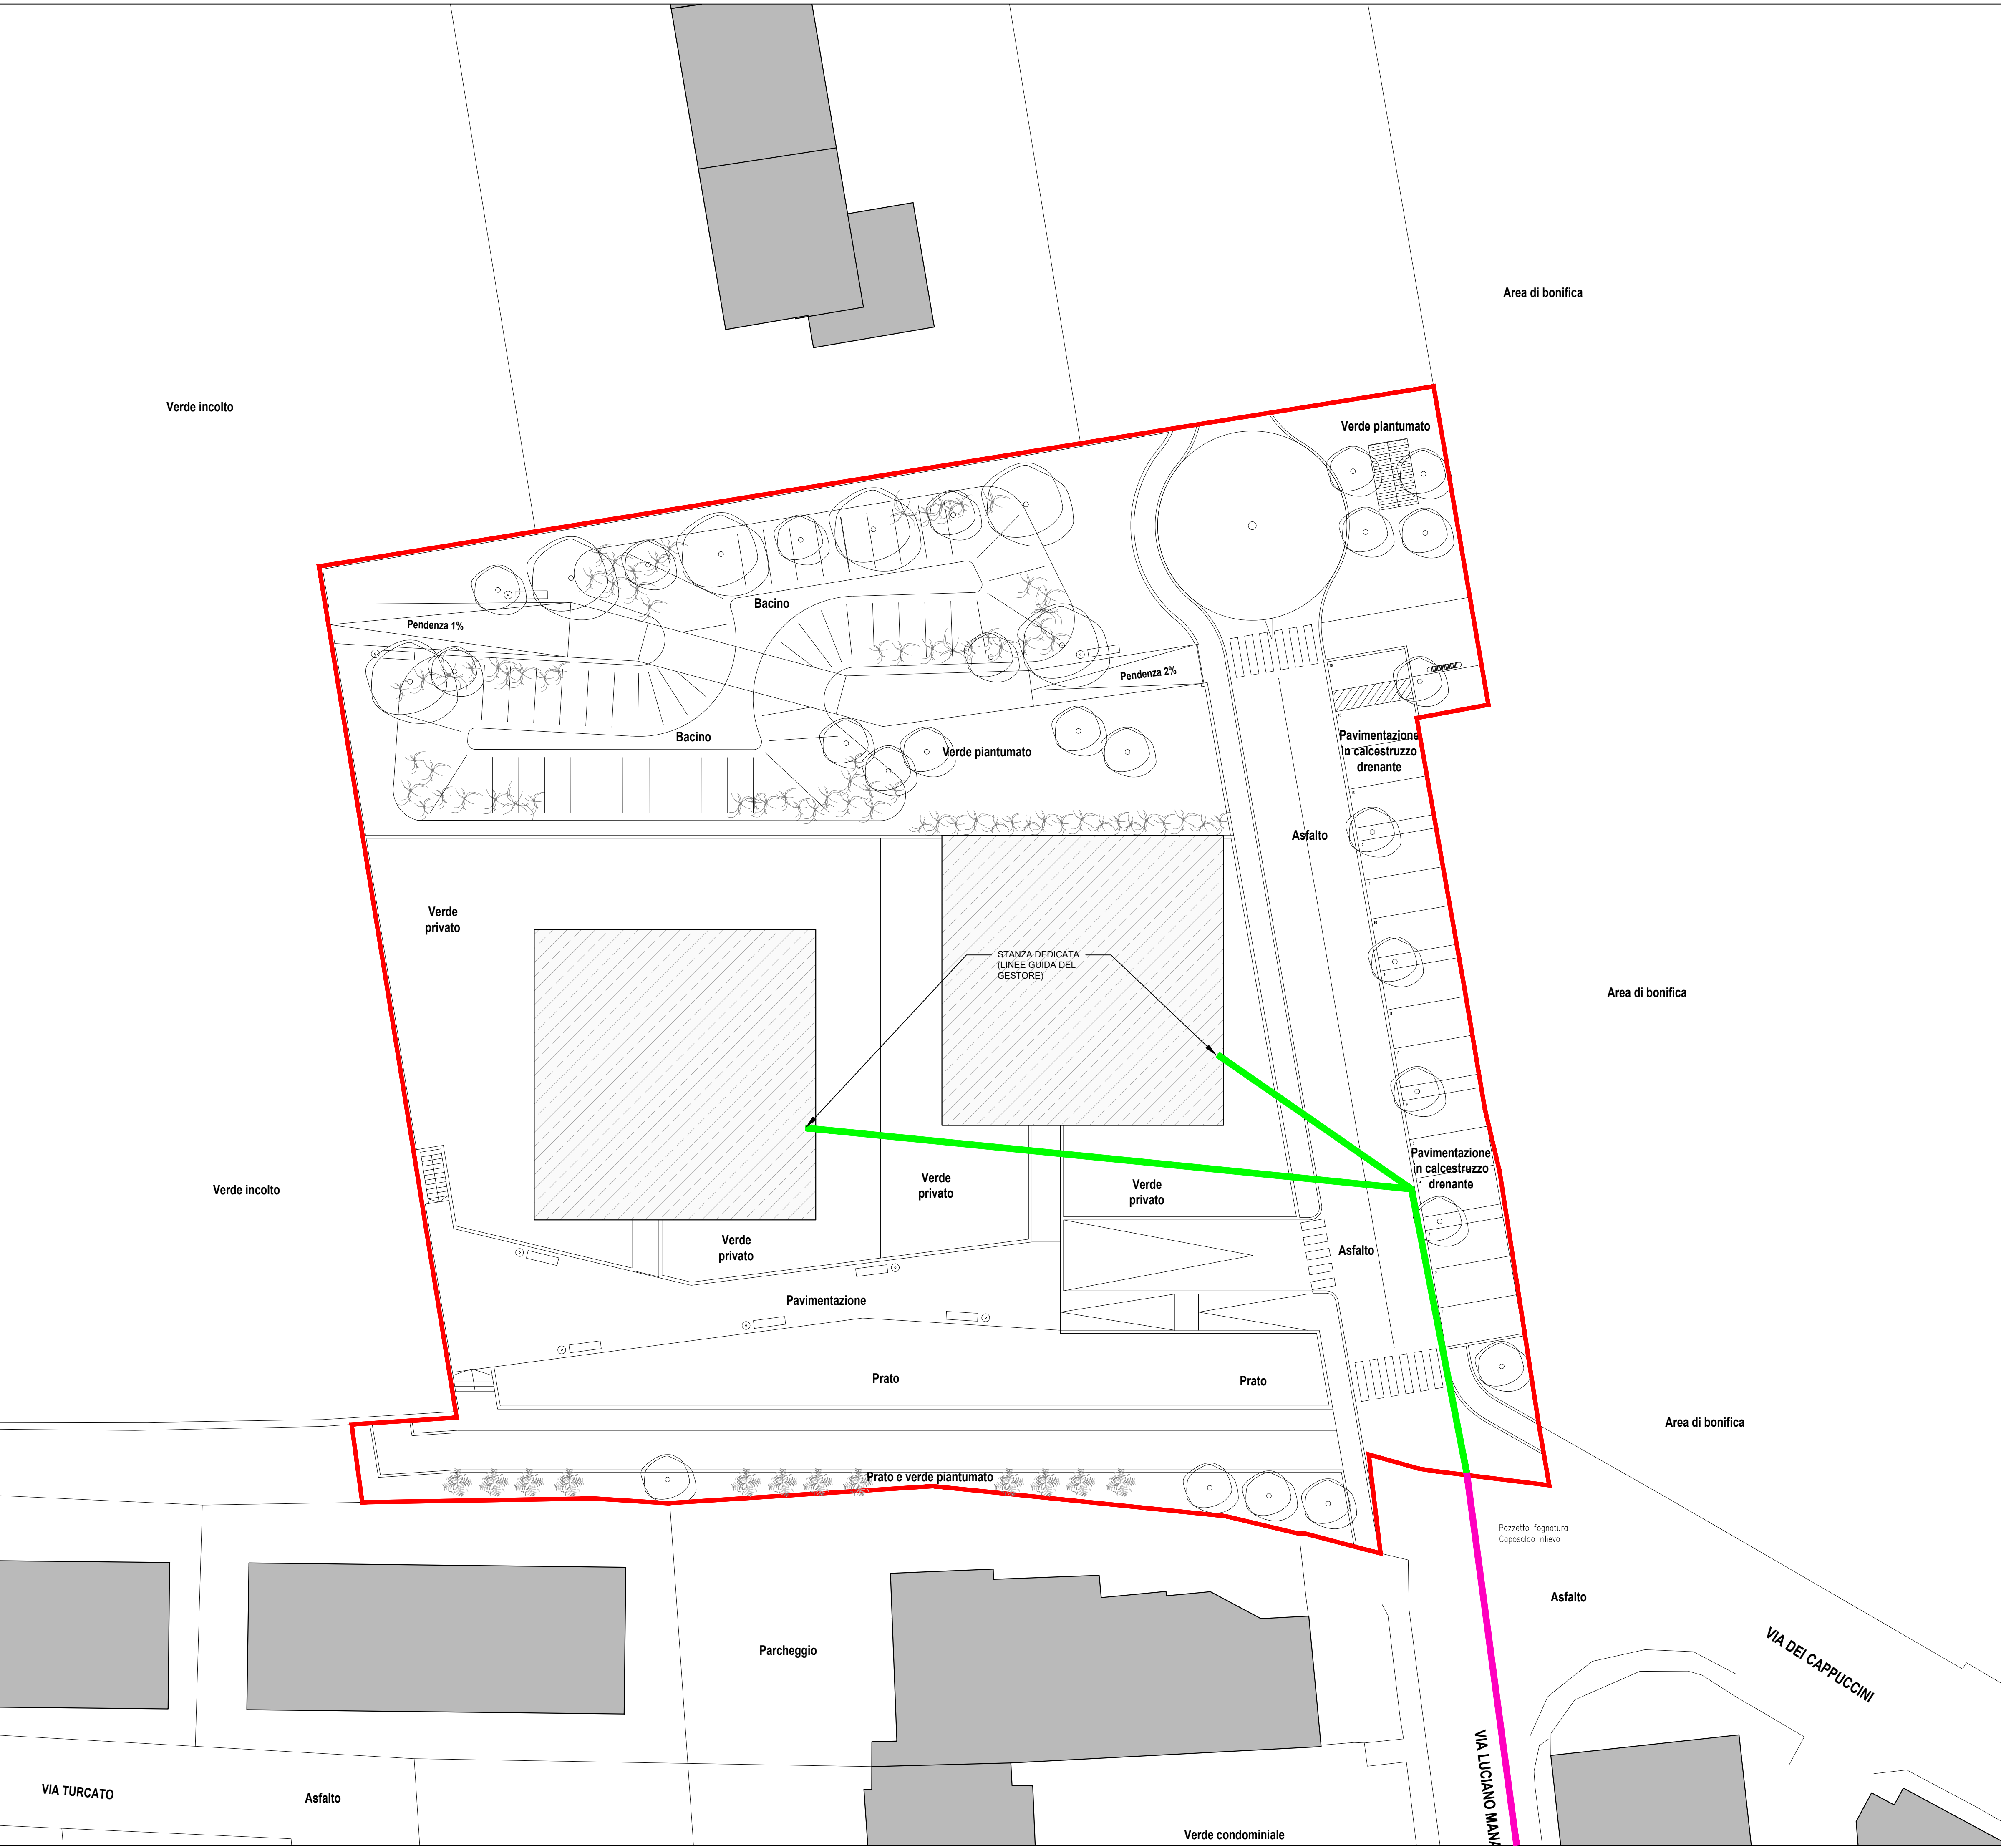 Area di bonifica
Verde incolto
Verde piantumato
Bacino
Pendenza 1%
Pendenza 2%
Bacino
Verde piantumato
Pavimentazione
in calcestruzzo
drenante
Asfalto
Verde
privato
STANZA DEDICATA
(LINEE GUIDA DEL
GESTORE)
Area di bonifica
Pavimentazione
in calcestruzzo
drenante
Verde incolto
Verde
privato
Verde
privato
Verde
privato
Asfalto
Pavimentazione
Prato
Prato
Area di bonifica
Prato e verde piantumato
Pozzetto fognatura
Caposaldo rilievo
Asfalto
Parcheggio
VIA DEI CAPPUCCINI
VIA LUCIANO MANA
VIA TURCATO
Asfalto
Verde condominiale